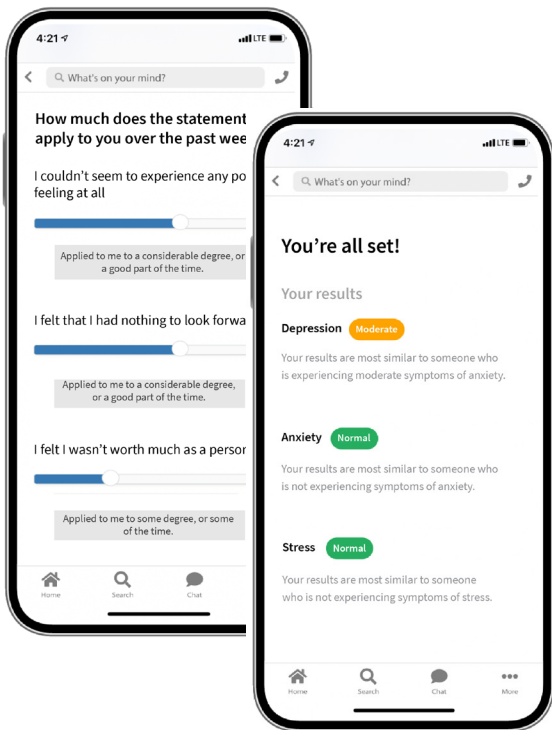 4:21
LTE
What's on your mind?
How much does the statement
apply to you over the past wee
I couldn't seem to experience any po
feeling at all
Applied to me to a considerable degree, or
a good part of the time.
I felt that I had nothing to look forwa
Applied to me to a considerable degree,
or a good part of the time.
I felt I wasn't worth much as a person
Applied to me to some degree, or some
of the time.
Home
Search
Chat
4:21
LTE
What's on your mind?
You're all set!
Your results
Depression
Moderate
Your results are most similar to someone who
is experiencing moderate symptoms of anxiety.
Anxiety
Normal
Your results are most similar to someone who
is not experiencing symptoms of anxiety.
Stress
Normal
Your results are most similar to someone
who is not experiencing symptoms of stress.
Home
Search
Chat
More